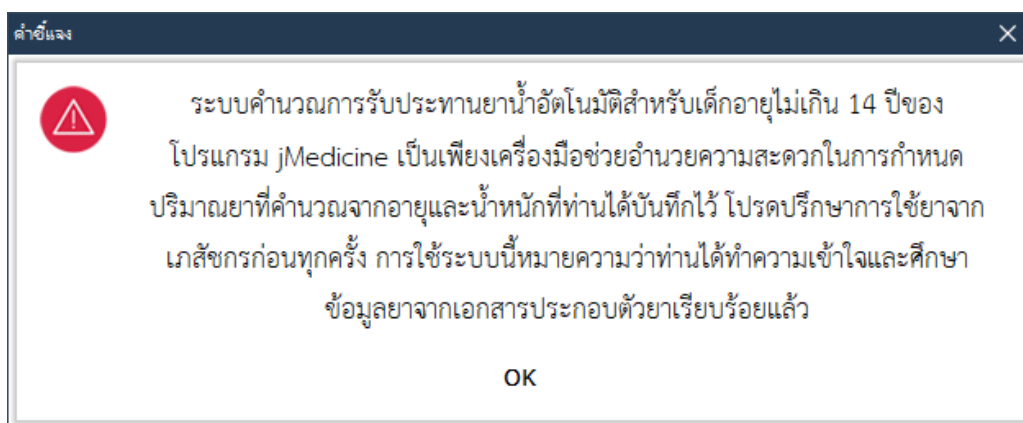 คำชี้แจง
ระบบคำนวณการรับประทานยาน้ำอัตโนมัติสำหรับเด็กอายุไม่เกิน 14 ปีของ
โปรแกรม jMedicine เป็นเพียงเครื่องมือช่วยอำนวยความสะดวกในการกำหนด
ปริมาณยาที่คำนวณจากอายุและน้ำหนักที่ท่านได้บันทึกไว้ โปรดปรึกษาการใช้ยาจาก
เภสัชกรก่อนทุกครั้ง การใช้ระบบนี้หมายความว่าท่านได้ทำความเข้าใจและศึกษา
ข้อมูลยาจากเอกสารประกอบตัวยาเรียบร้อยแล้ว
OK